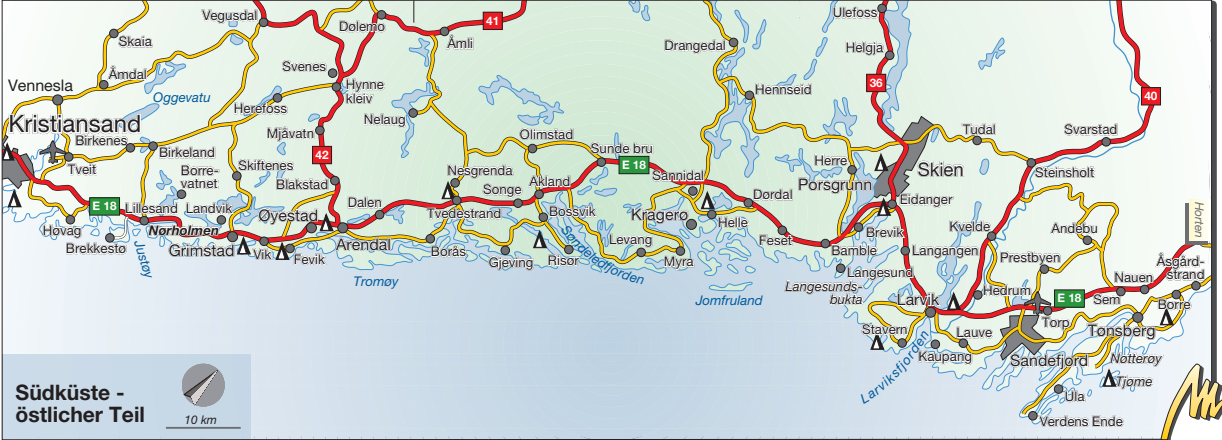 Vegusdal
Dølemo
41
Ulefoss
Skaia
Åmli
Drangedal
Helgja
Svenes
Åmdal
Vennesla
Hynne
kleiv
36
40
Oggevatu
Hennseid
Herefoss
Nelaug
Kristiansand
Mjåvatn
Olimstad
Tudal
Svarstad
Birkenes
Birkeland
Sunde bru
E 18
Tveit
42
Skiftenes
Nesgrenda
Herre
Skien
Steinsholt
Borre-
vatnet
Blakstad
Songe
Åkland
Sannidal
Porsgrunn
Dordal
Eidanger
E 18
Lillesand
Landvik
Øyestad
Dalen
Tvedestrand
Bossvik
Kragerø
Helle
Horten
Høvåg
Nørholmen
Brevik
Kvelde
Andebu
Brekkesto
Justøy
Grimstad
Vik
Fevik
Arendal
Borås
Gjeving
Risør
Søndeledfjorden
Levang
Myra
Feset
Bamble
Langangen
Prestbyen
Åsgård-
strand
Langesund
Langesunds-
bukta
Tromøy
Jomfruland
Larvik
Hedrum
E 18
Nauen
Sem
Borre
Torp
Tønsberg
Stavern
Lauve
Kaupang
Larviksfjorden
Sandefjord
Nøtterøy
Tjøme
Ula
Verdens Ende
Südküste -
östlicher Teil
10 km